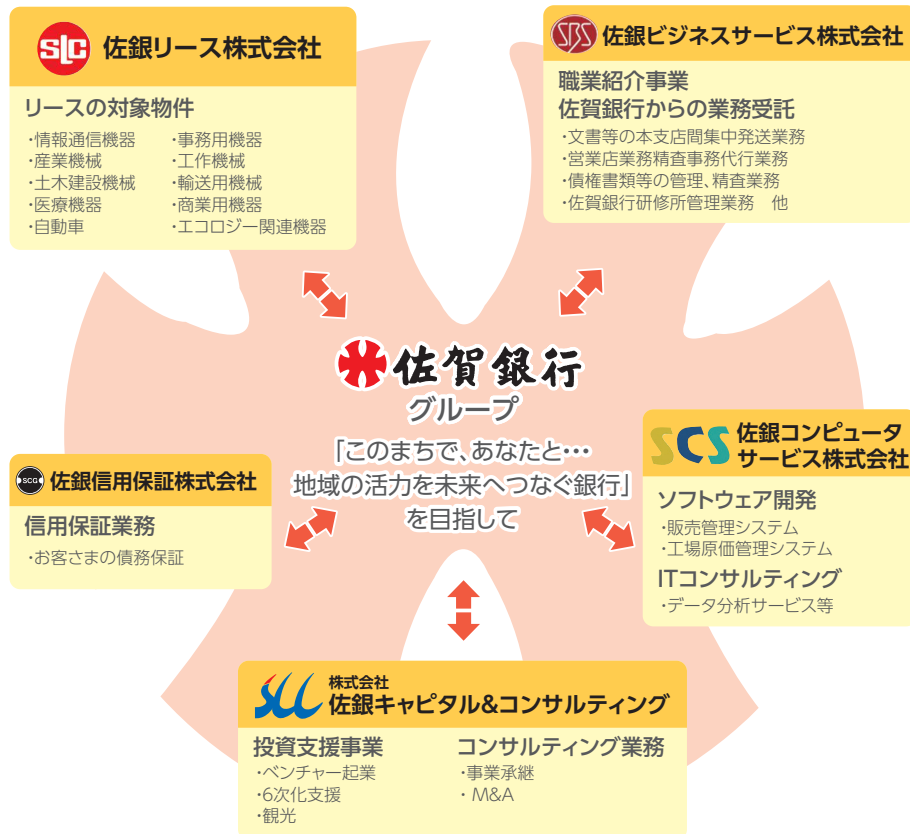 SLC 佐銀リース株式会社
リースの対象物件
・情報通信機器
・産業機械
・土木建設機械
・医療機器
・自動車
・事務用機器
・工作機械
・輸送用機械
・商業用機器
・エコロジー関連機器
SBS 佐銀ビジネスサービス株式会社
職業紹介事業
佐賀銀行からの業務受託
・文書等の本支店間集中発送業務
・営業店業務精査事務代行業務
・債権書類等の管理、精査業務
・佐賀銀行研修所管理業務　他
佐賀銀行
グループ
「このまちで、あなたと…
地域の活力を未来へつなぐ銀行」
を目指して
SCG 佐銀信用保証株式会社
信用保証業務
・お客さまの債務保証
SCS 佐銀コンピュータ
サービス株式会社
ソフトウェア開発
・販売管理システム
・工場原価管理システム
ITコンサルティング
・データ分析サービス等
SCC 株式会社
佐銀キャピタル&コンサルティング
投資支援事業
・ベンチャー起業
・6次化支援
・観光
コンサルティング業務
・事業承継
・M&A